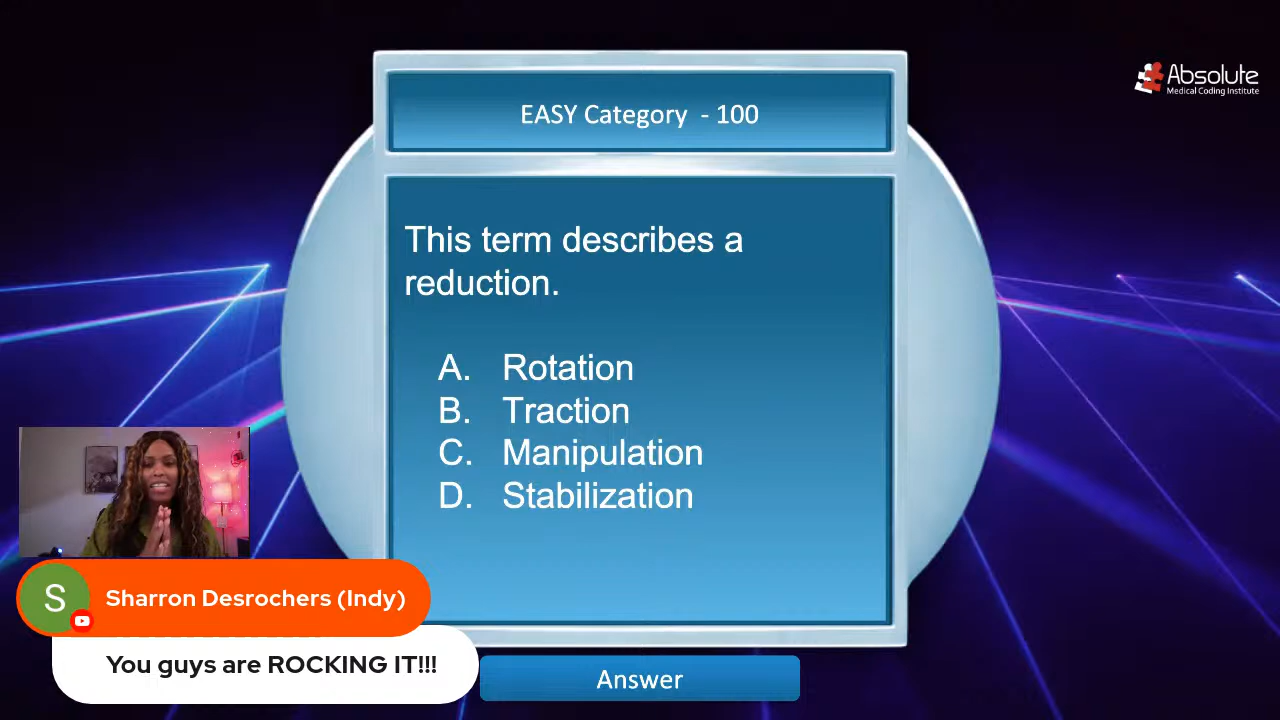 Absolute
Medical Coding Institute
EASY Category - 100
This term describes a
reduction.
A. Rotation
B. Traction
C. Manipulation
D. Stabilization
S
Sharron Desrochers (Indy)
You guys are ROCKING IT!!!
Answer